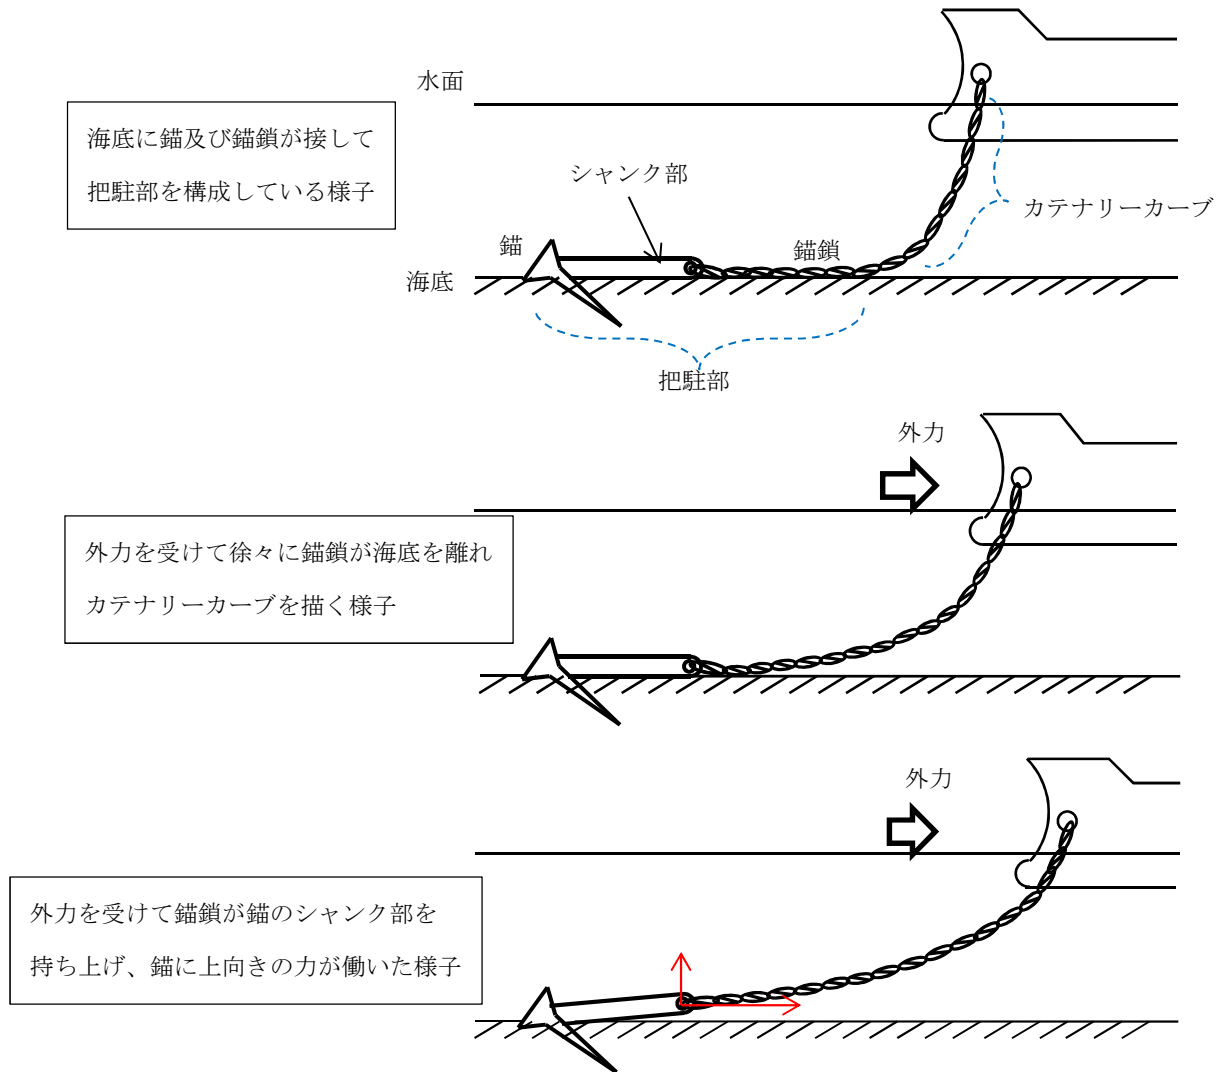 水面
海底に錨及び錨鎖が接して
把駐部を構成している様子
シャンク部
カテナリーカーブ
錨
錨鎖
海底
把駐部
外力
外力を受けて徐々に錨鎖が海底を離れ
カテナリーカーブを描く様子
外力
外力を受けて錨鎖が錨のシャンク部を
持ち上げ、錨に上向きの力が働いた様子